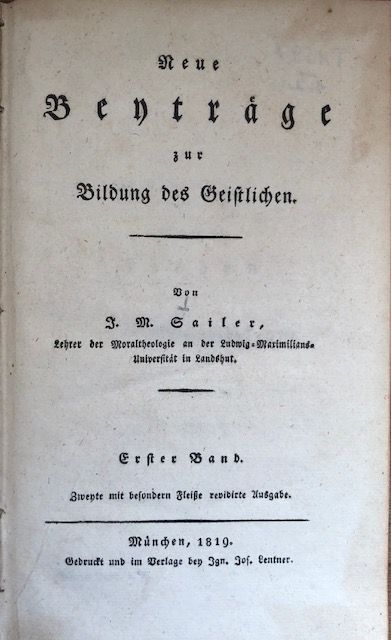 Neue
Beyträge
zur
Bildung des Geistlichen.
Von
J. M. Sailer,
Lehrer der Moraltheologie an der Ludwig-Maximilians-
Universität in Landshut.
Erster Band.
Zweyte mit besondern Fleiße revidirte Ausgabe.
München, 1819.
Gedruckt und im Verlage bey Ign. Jos. Lentner.